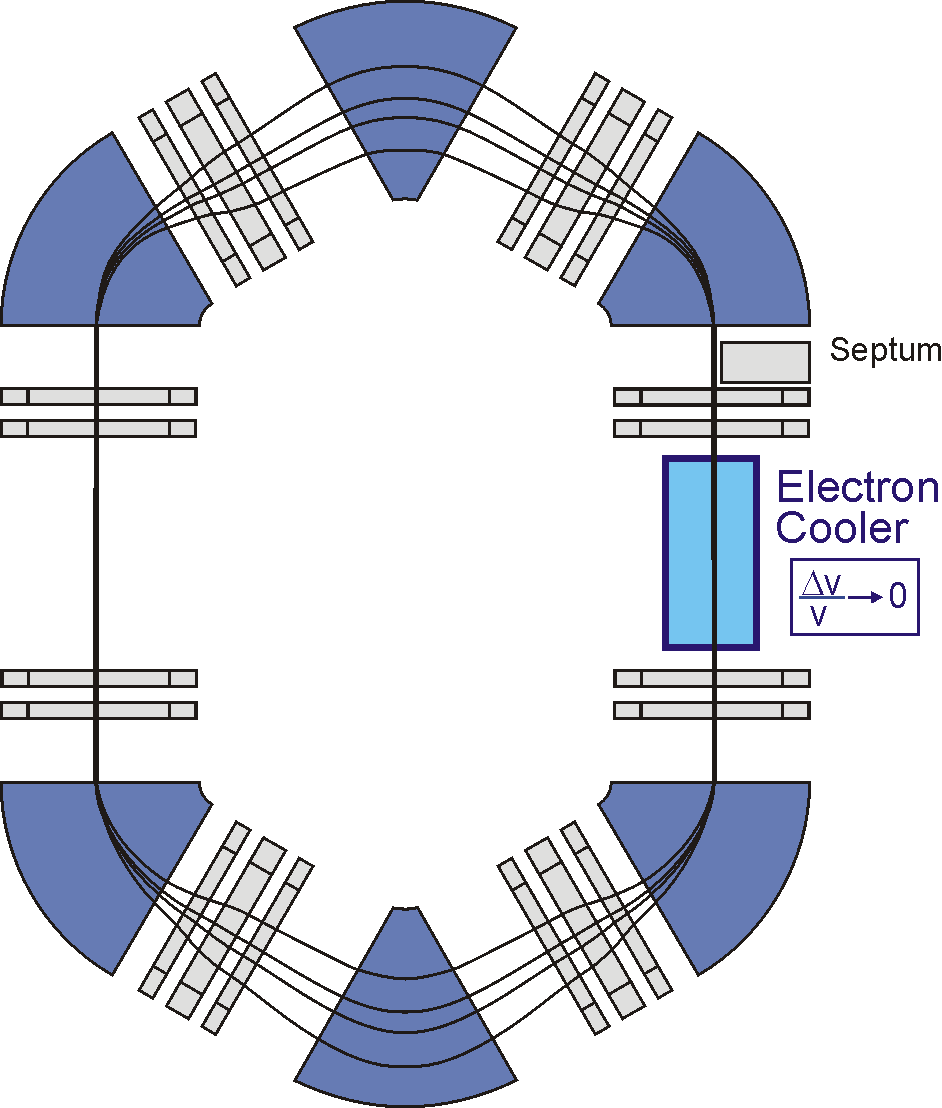 Septum
Electron
Cooler
Δv
v → 0